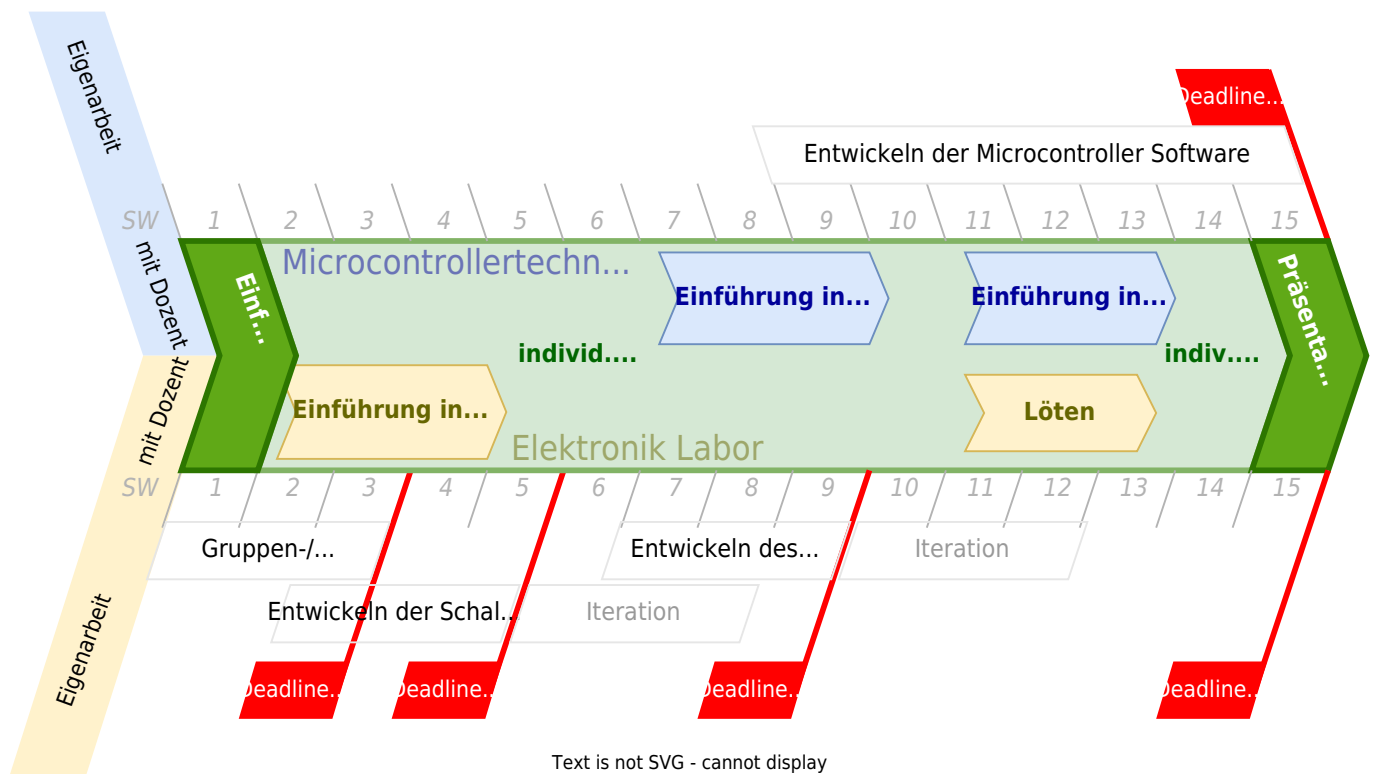 Eigenarbeit
Deadline...
Entwickeln der Microcontroller Software
SW 1 2 3 4 5 6 7 8 9 10 11 12 13 14 15
mit Dozent
Einf...
Microcontrollertechn...
Einführung in...
Einführung in...
Präsenta...
individ....
indiv....
mit Dozent
Einführung in...
Löten
Elektronik Labor
SW 1 2 3 4 5 6 7 8 9 10 11 12 13 14 15
Gruppen-/...
Entwickeln des...
Iteration
Entwickeln der Schal...
Iteration
Eigenarbeit
Deadline...
Deadline...
Deadline...
Deadline...
Text is not SVG - cannot display